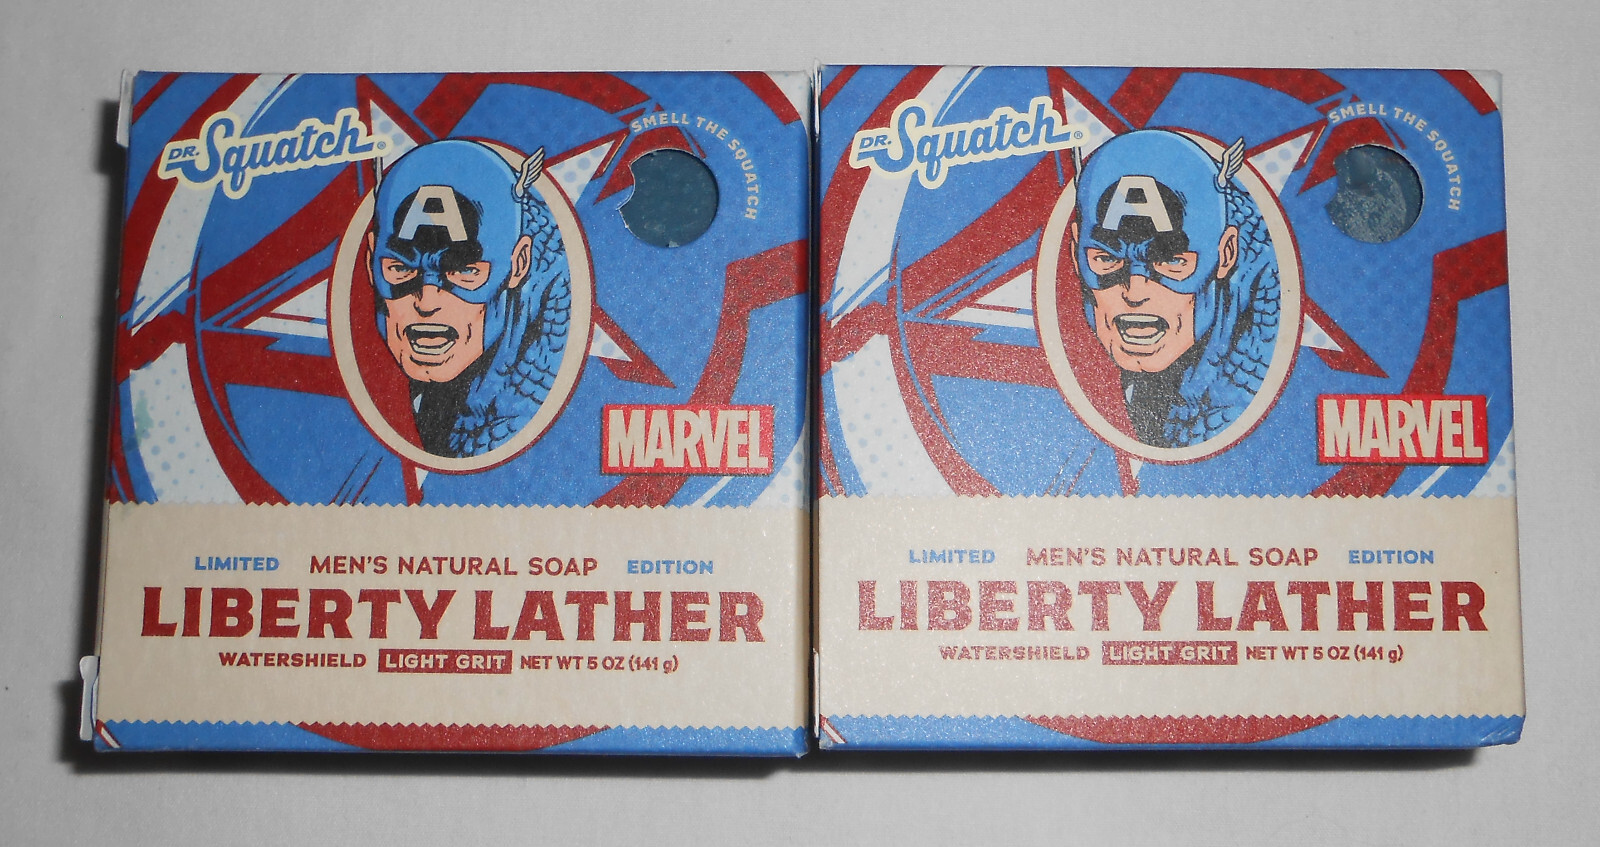 DR. Squatch®
SMELL THE SQUATCH
A
MARVEL
LIMITED MEN'S NATURAL SOAP EDITION
LIBERTY LATHER
WATERSHIELD LIGHT GRIT NET WT 5 OZ (141 g)
DR. Squatch®
SMELL THE SQUATCH
A
MARVEL
LIMITED MEN'S NATURAL SOAP EDITION
LIBERTY LATHER
WATERSHIELD LIGHT GRIT NET WT 5 OZ (141 g)